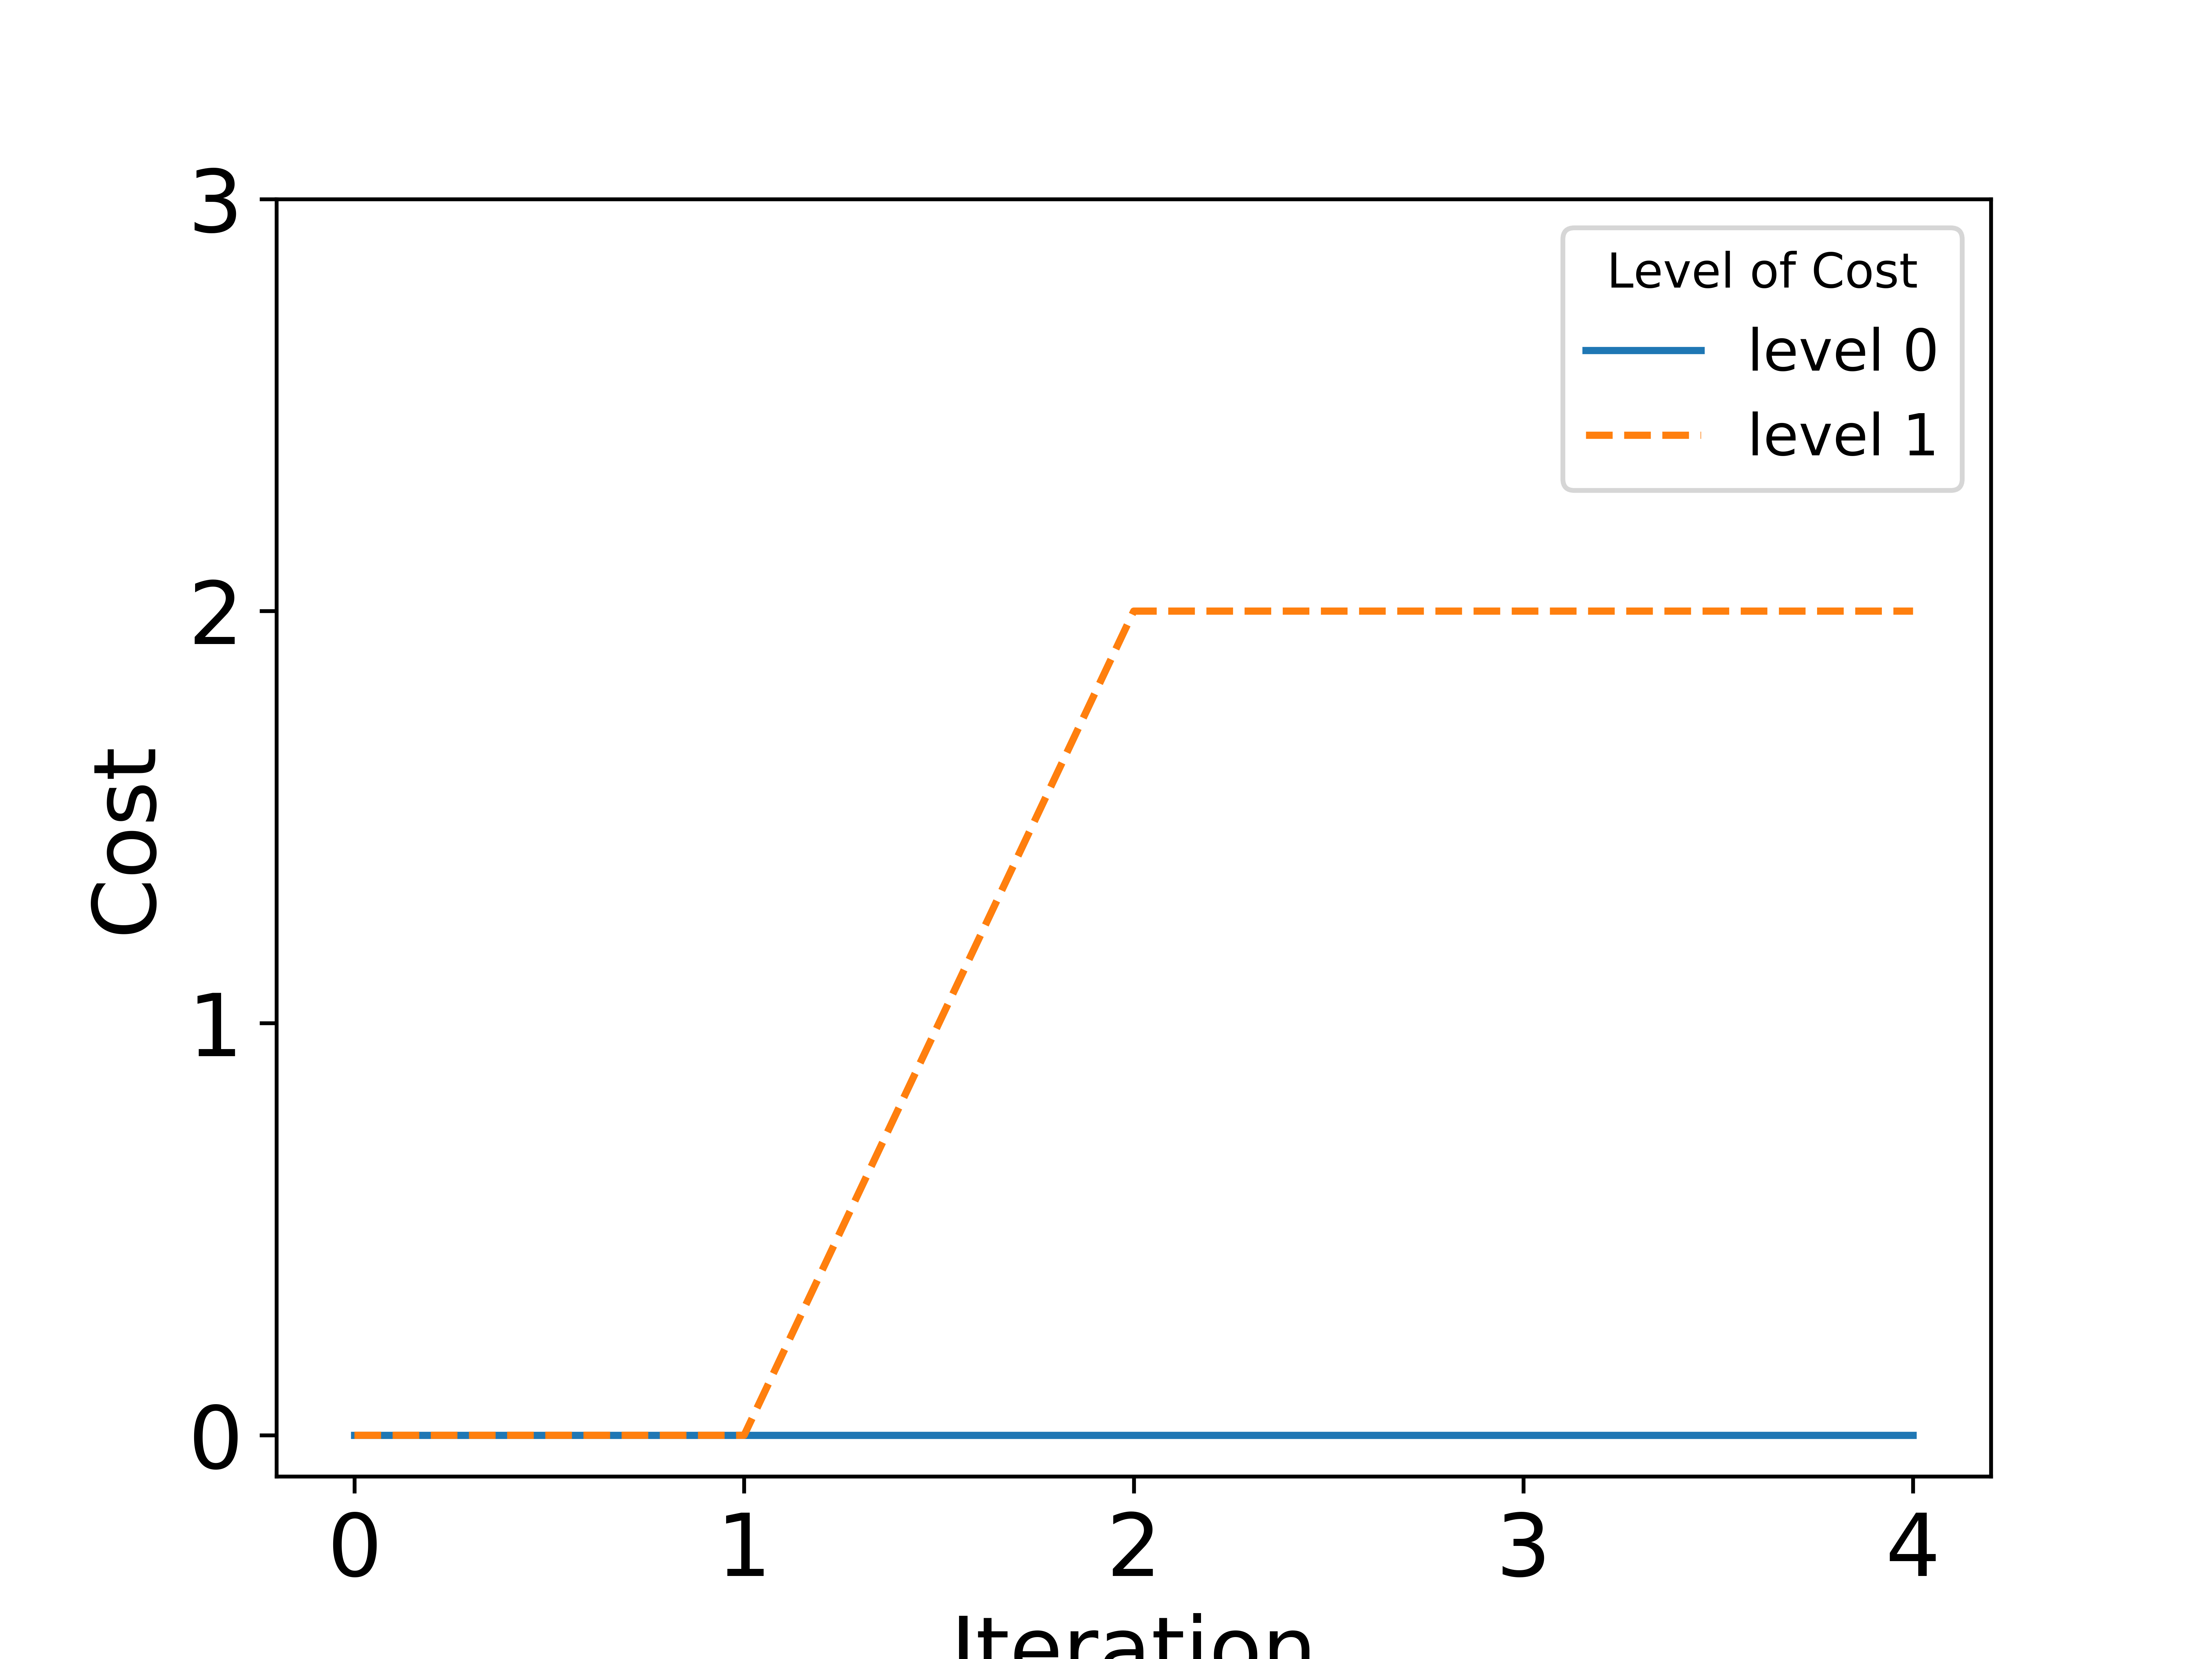 3
Level of Cost
level 0
level 1
2
Cost
1
0
0 1 2 3 4
Iteration